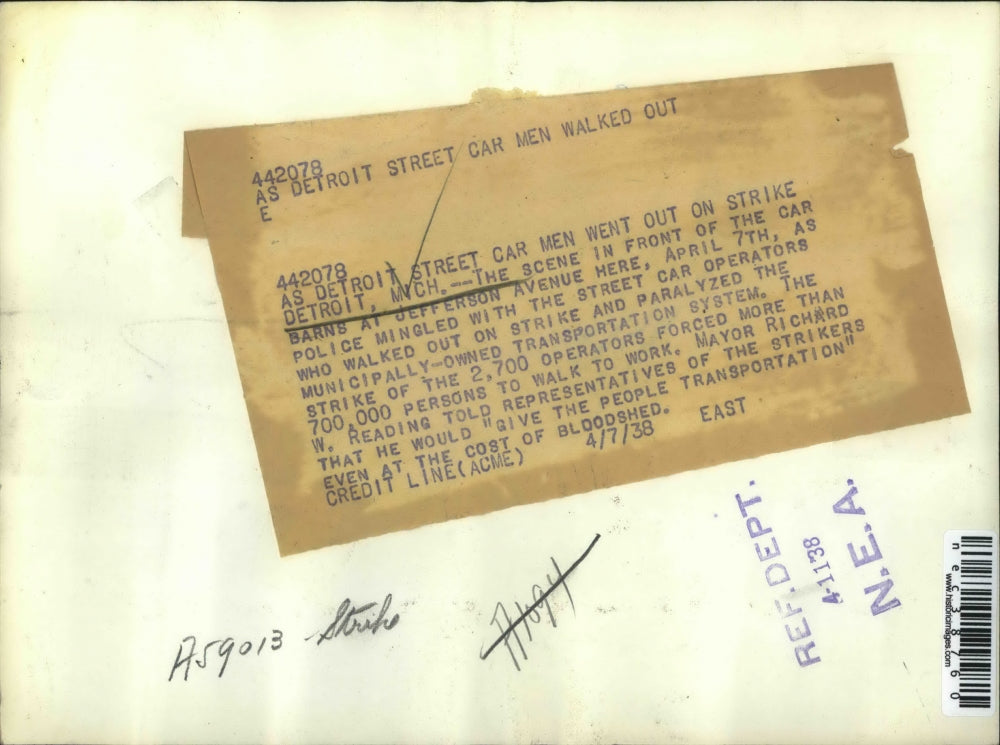 442078
AS DETROIT STREET CAR MEN WALKED OUT
E
442078
AS DETROIT STREET CAR MEN WENT OUT ON STRIKE
DETROIT, MICH.--THE SCENE IN FRONT OF THE CAR
BARNS AT JEFFERSON AVENUE HERE, APRIL 7TH, AS
POLICE MINGLED WITH THE STREET CAR OPERATORS
WHO WALKED OUT ON STRIKE AND PARALYZED THE
MUNICIPALLY-OWNED TRANSPORTATION SYSTEM. THE
STRIKE OF THE 2,700 OPERATORS FORCED MORE THAN
700,000 PERSONS TO WALK TO WORK. MAYOR RICHARD
W. READING TOLD REPRESENTATIVES OF THE STRIKERS
THAT HE WOULD "GIVE THE PEOPLE TRANSPORTATION"
EVEN AT THE COST OF BLOODSHED.
CREDIT LINE(ACME) 4/7/38 EAST
REF. DEPT.
4-11 38
N.E.A.
A59013 - Strike
nec38760
www.historicimages.com